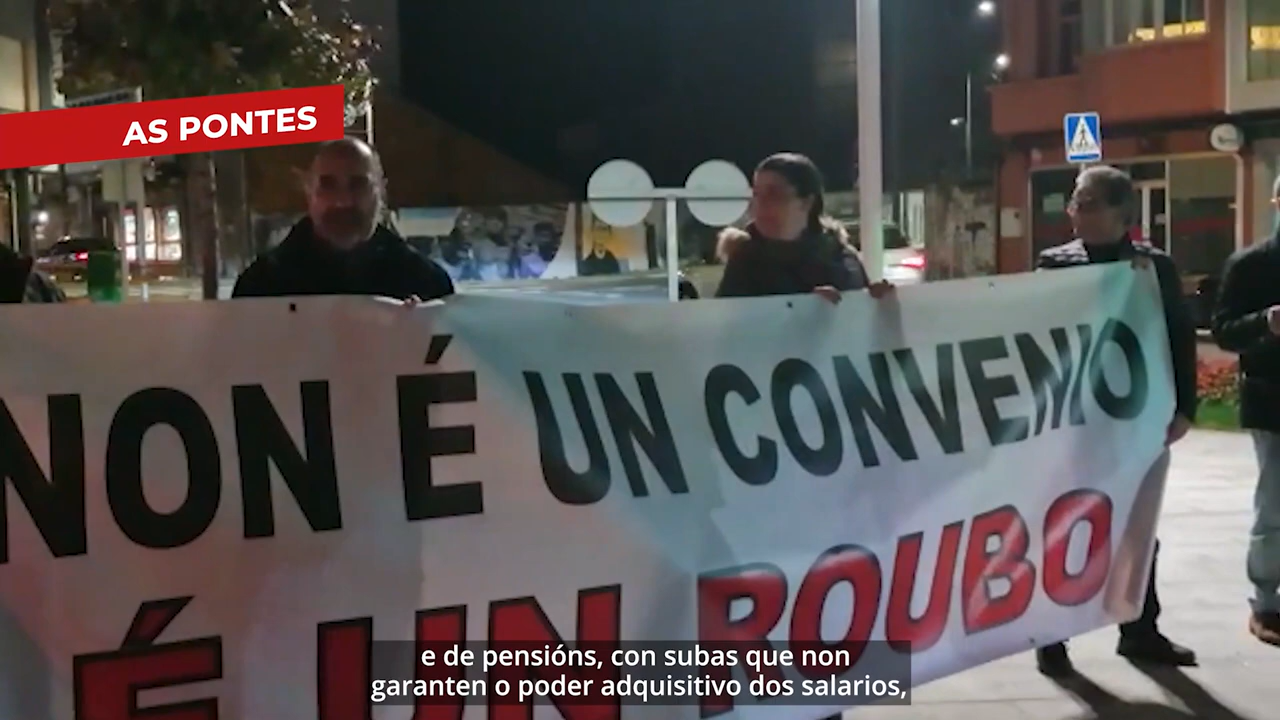 AS PONTES
NON É UN CONVENIO
É UN ROUBO
e de pensións, con subas que non
garanten o poder adquisitivo dos salarios,